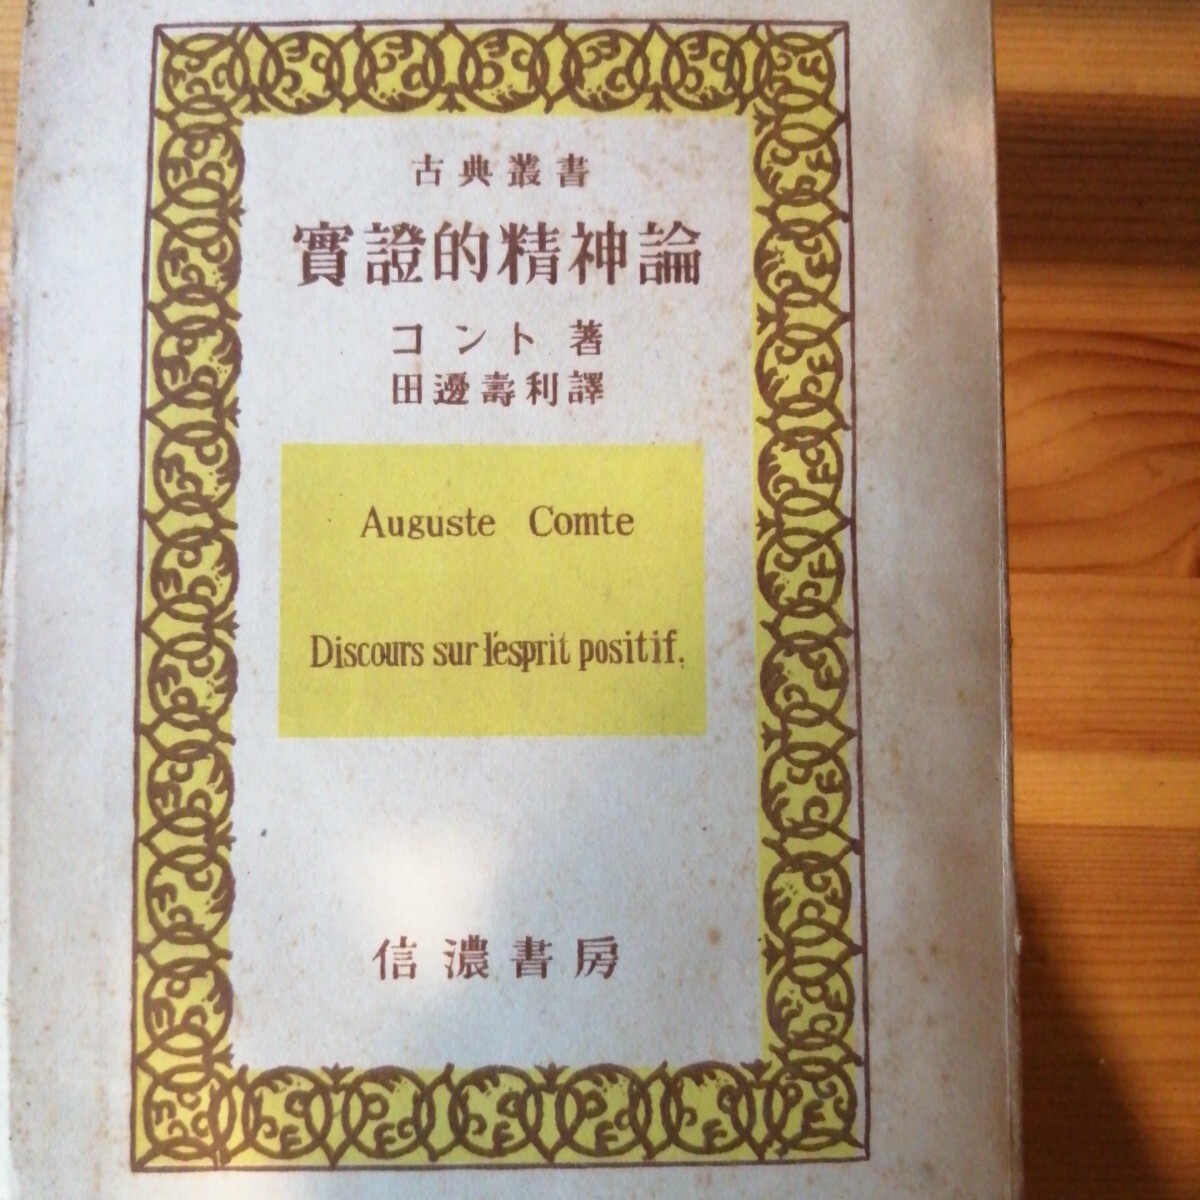 古典叢書
實證的精神論
コント著
田邊壽利譯
Auguste Comte
Discours sur l'esprit positif.
信濃書房